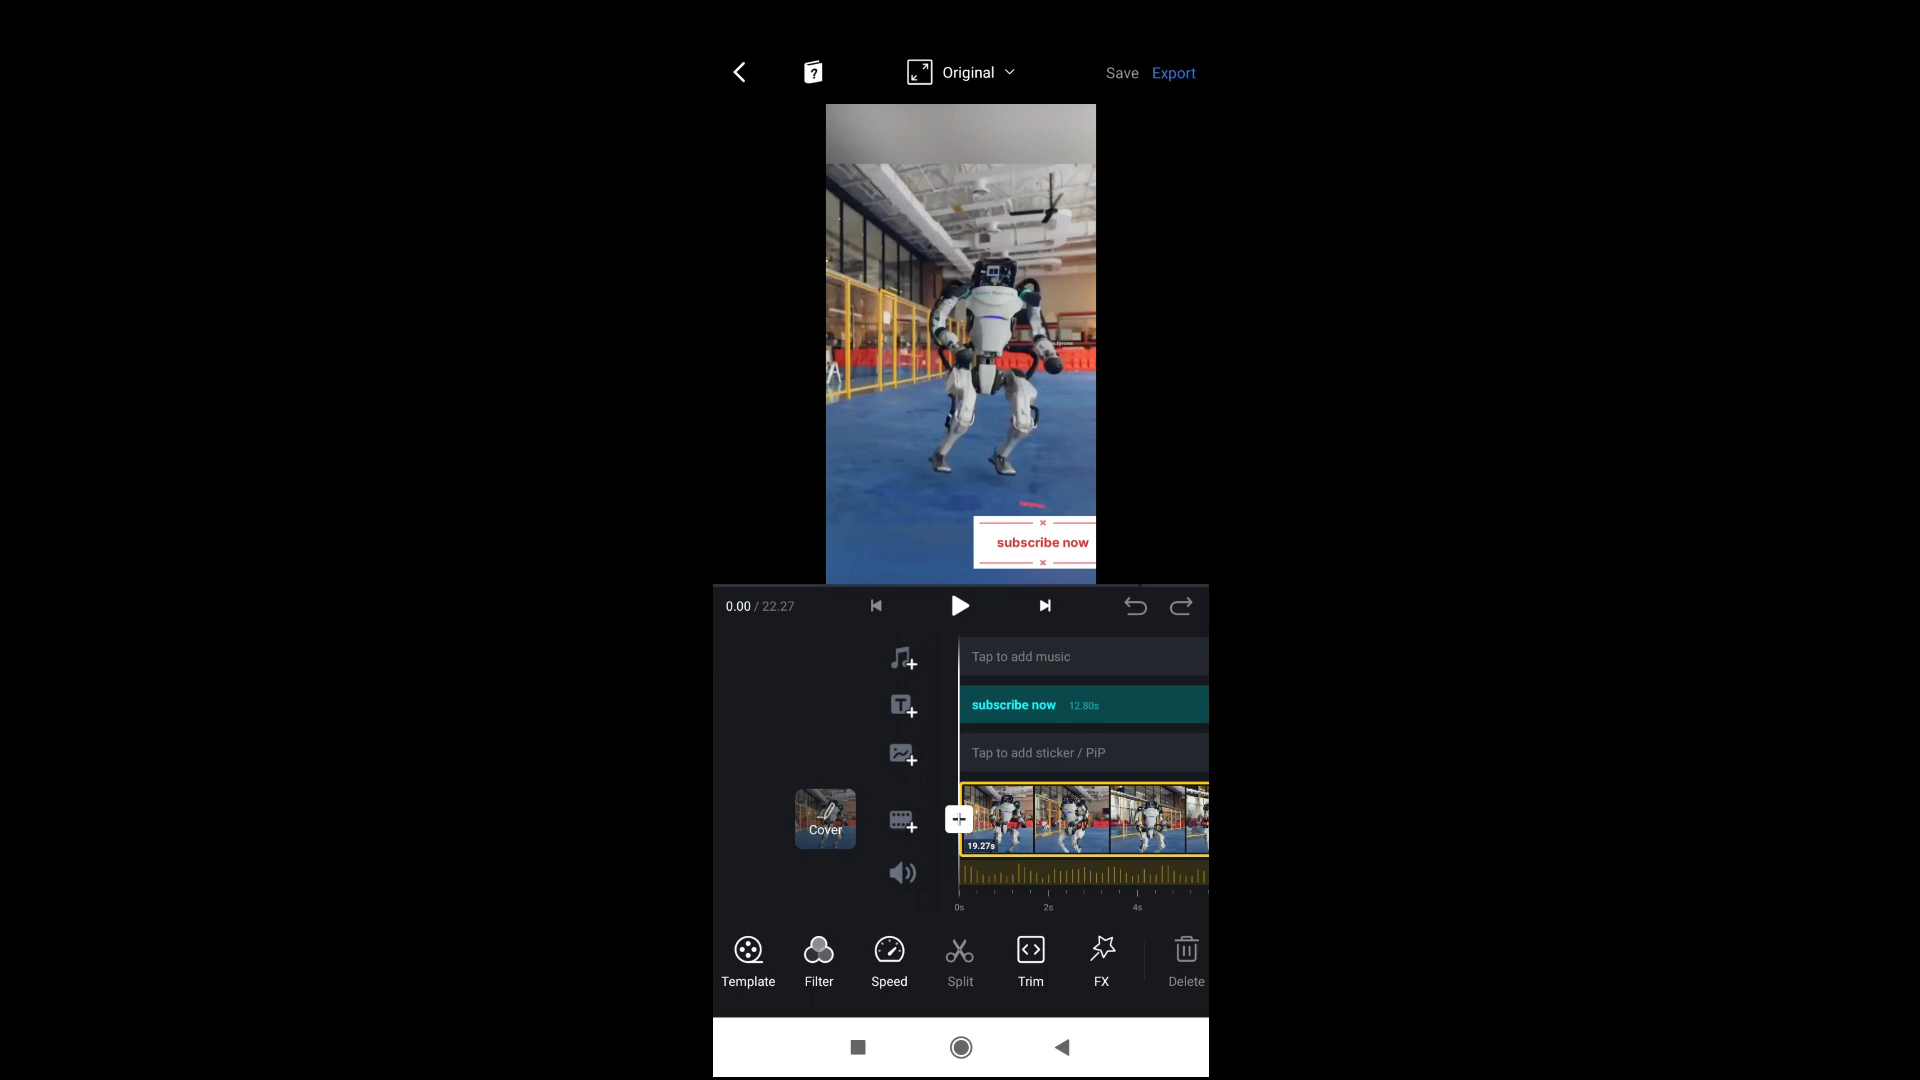 ?
Original
Save Export
subscribe now
0.00 / 22.27
Tap to add music
T
subscribe now 12.80s
Tap to add sticker / PiP
Cover
19.27s
0s 2s 4s
Template Filter Speed Split Trim FX Delete